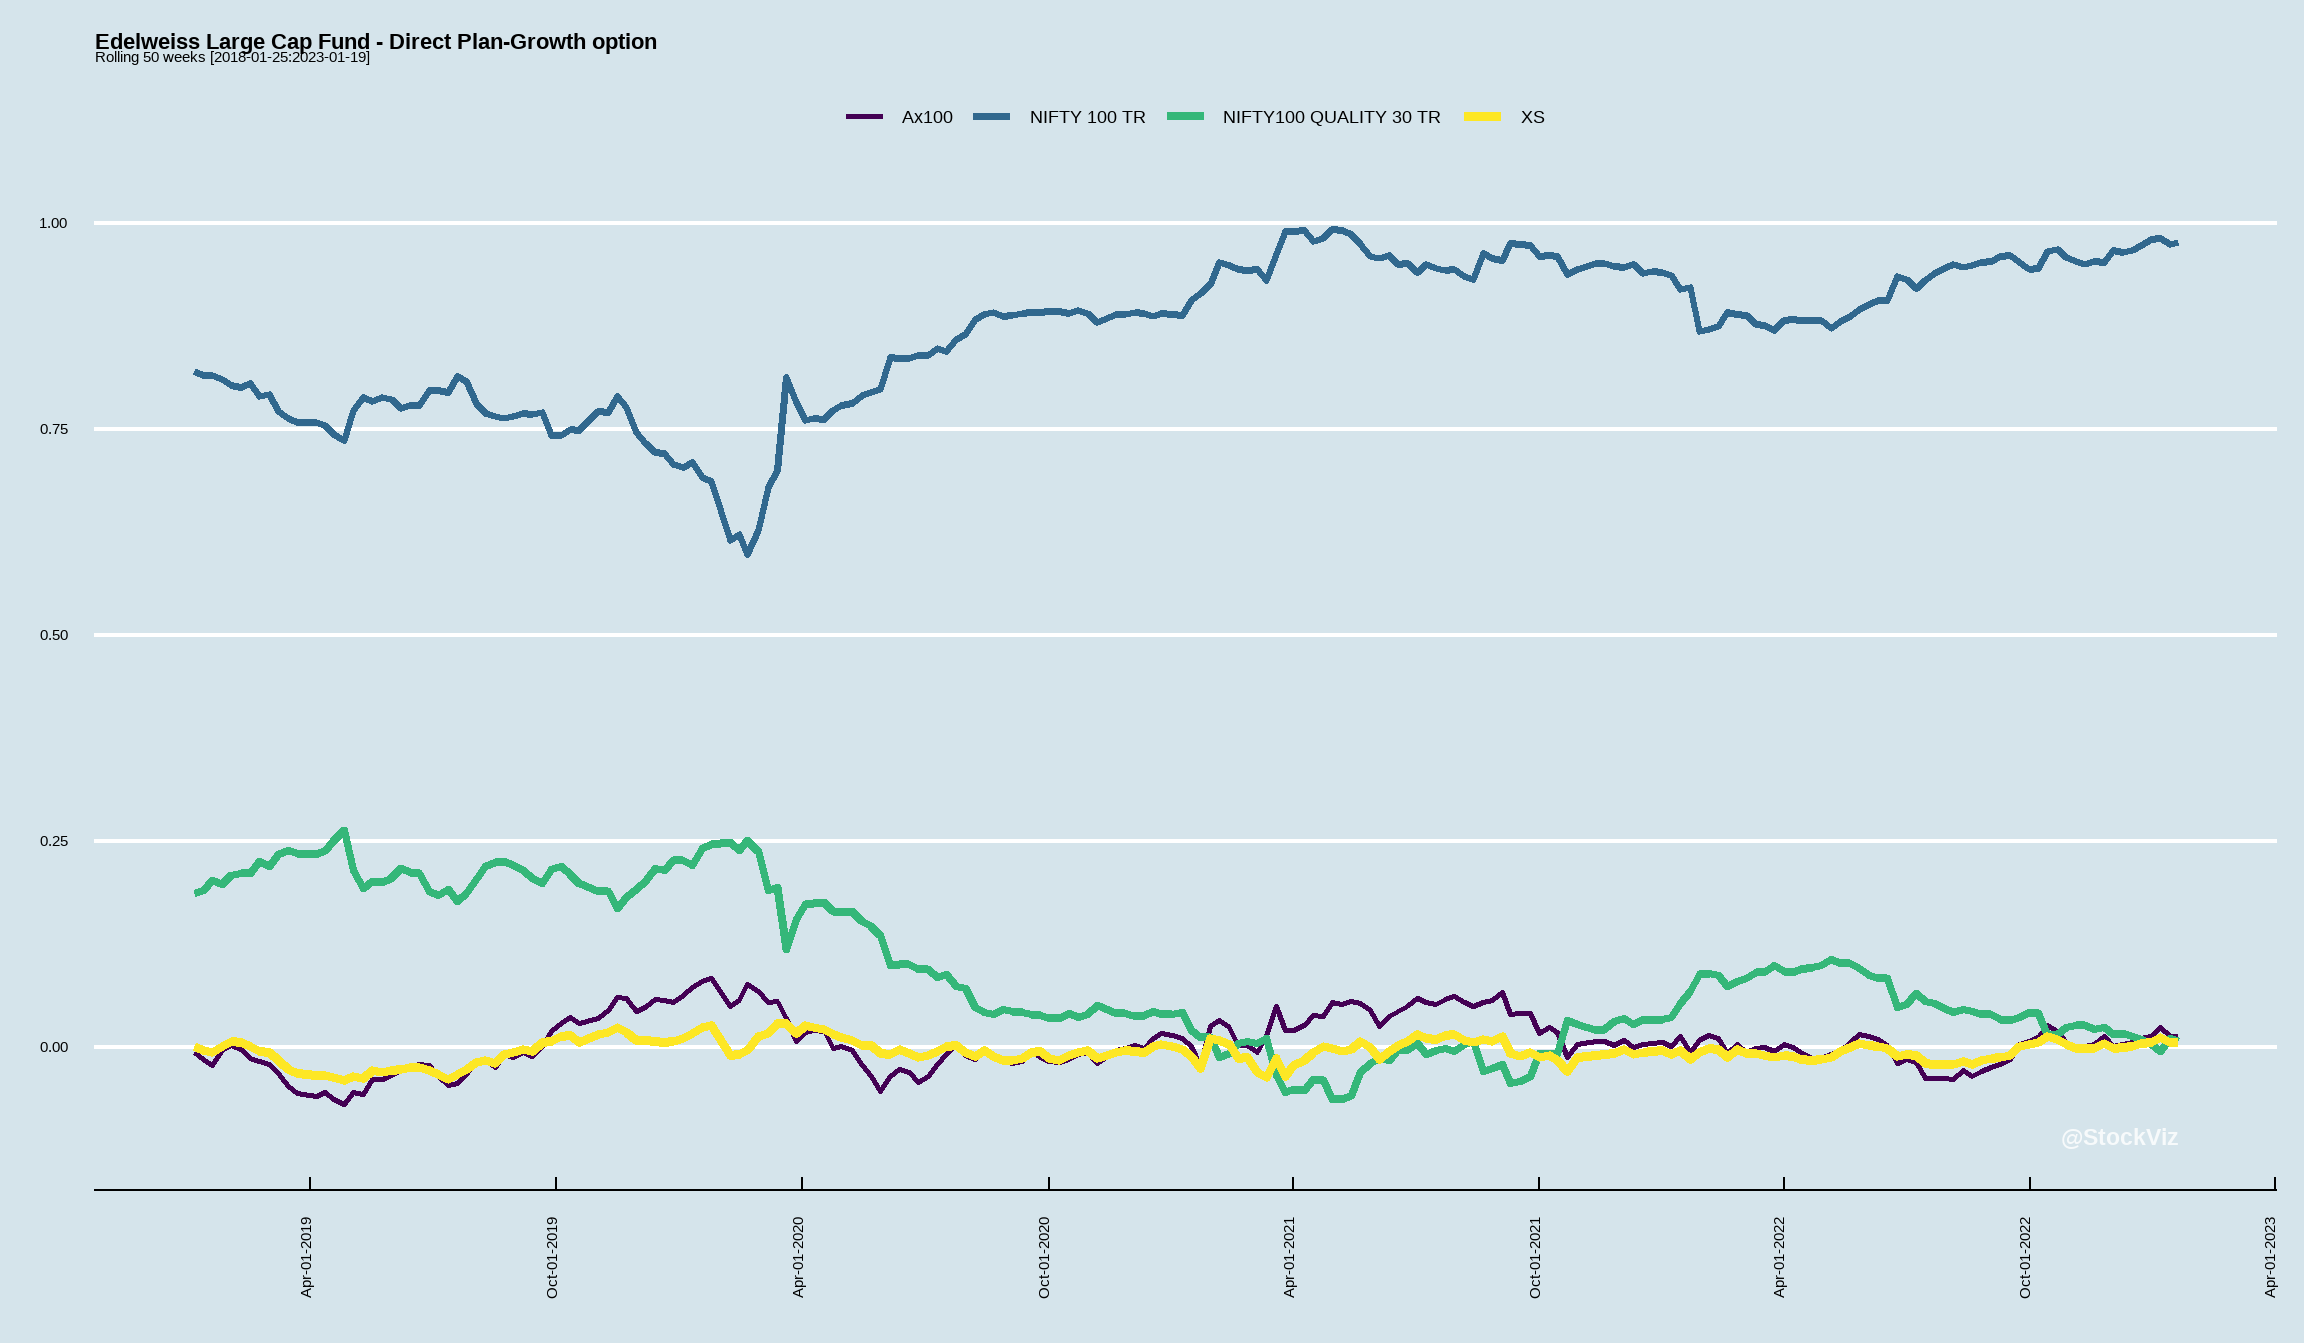 Edelweiss Large Cap Fund - Direct Plan-Growth option
Rolling 50 weeks [2018-01-25:2023-01-19]
Ax100 NIFTY 100 TR NIFTY100 QUALITY 30 TR XS
1.00
0.75
0.50
0.25
0.00
@StockViz
Apr-01-2019 Oct-01-2019 Apr-01-2020 Oct-01-2020 Apr-01-2021 Oct-01-2021 Apr-01-2022 Oct-01-2022 Apr-01-2023